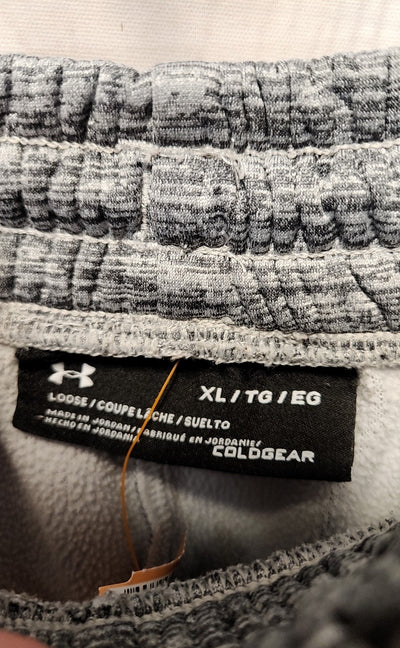 XL / TG / EG
LOOSE / COUPE LÂCHE / SUELTO
MADE IN JORDAN / FABRIQUÉ EN JORDANIE /
HECHO EN JORDANIA
COLDGEAR